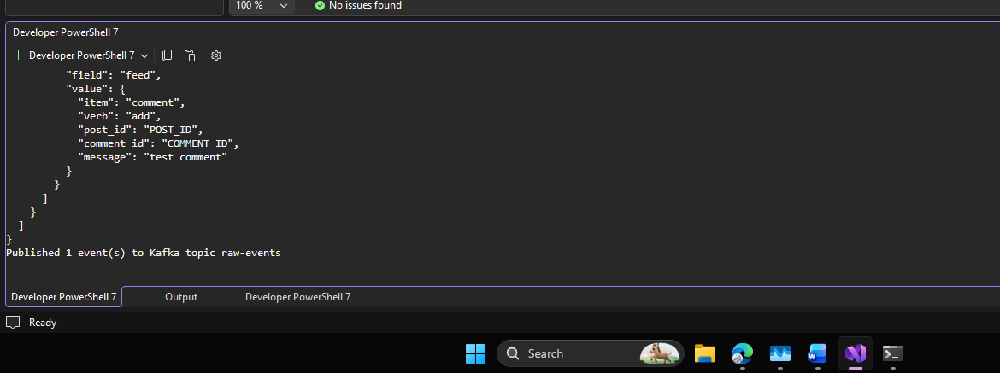 100 %
No issues found
Developer PowerShell 7
Developer PowerShell 7
"field": "feed",
"value": {
"item": "comment",
"verb": "add",
"post_id": "POST_ID",
"comment_id": "COMMENT_ID",
"message": "test comment"
}
}
]
}
]
}
Published 1 event(s) to Kafka topic raw-events
Developer PowerShell 7 Output Developer PowerShell 7
Ready
Search